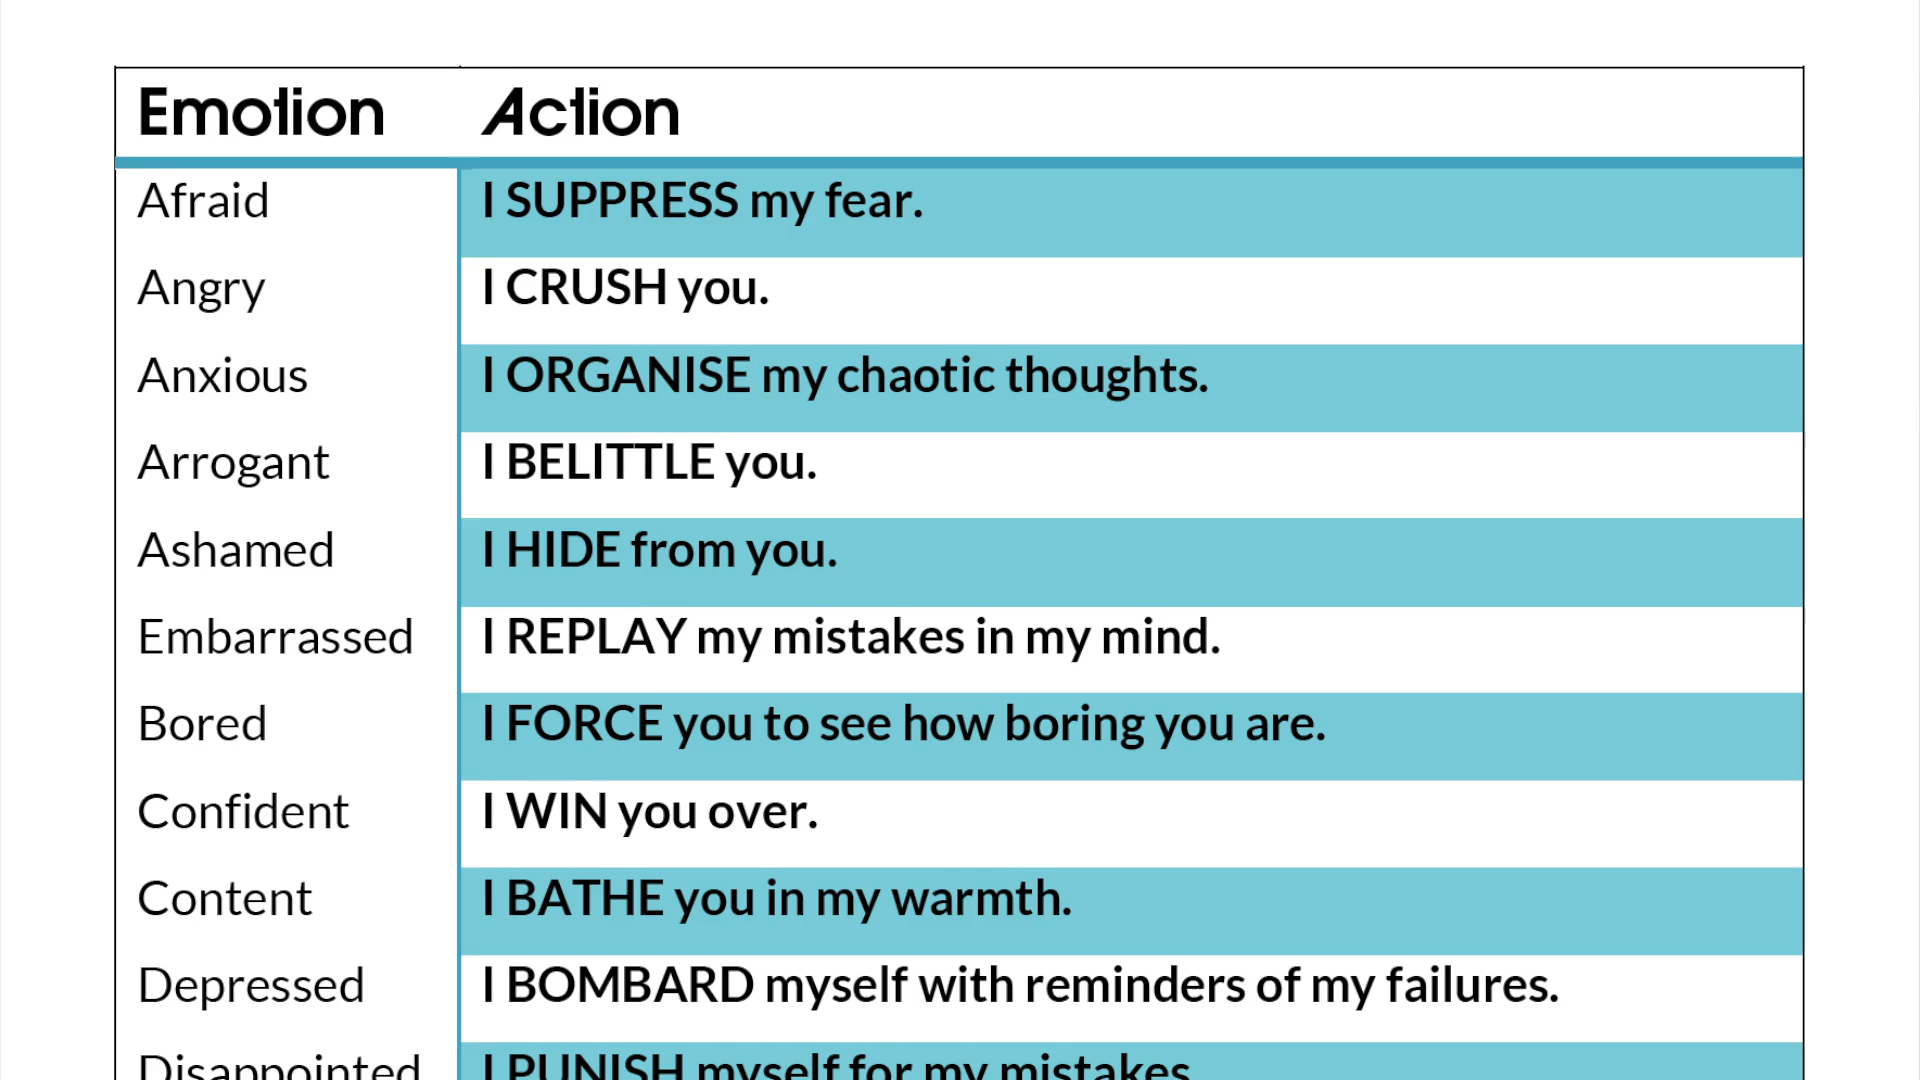 Emotion Action
Afraid I SUPPRESS my fear.
Angry I CRUSH you.
Anxious I ORGANISE my chaotic thoughts.
Arrogant I BELITTLE you.
Ashamed I HIDE from you.
Embarrassed I REPLAY my mistakes in my mind.
Bored I FORCE you to see how boring you are.
Confident I WIN you over.
Content I BATHE you in my warmth.
Depressed I BOMBARD myself with reminders of my failures.
Disappointed I PUNISH myself for my mistakes